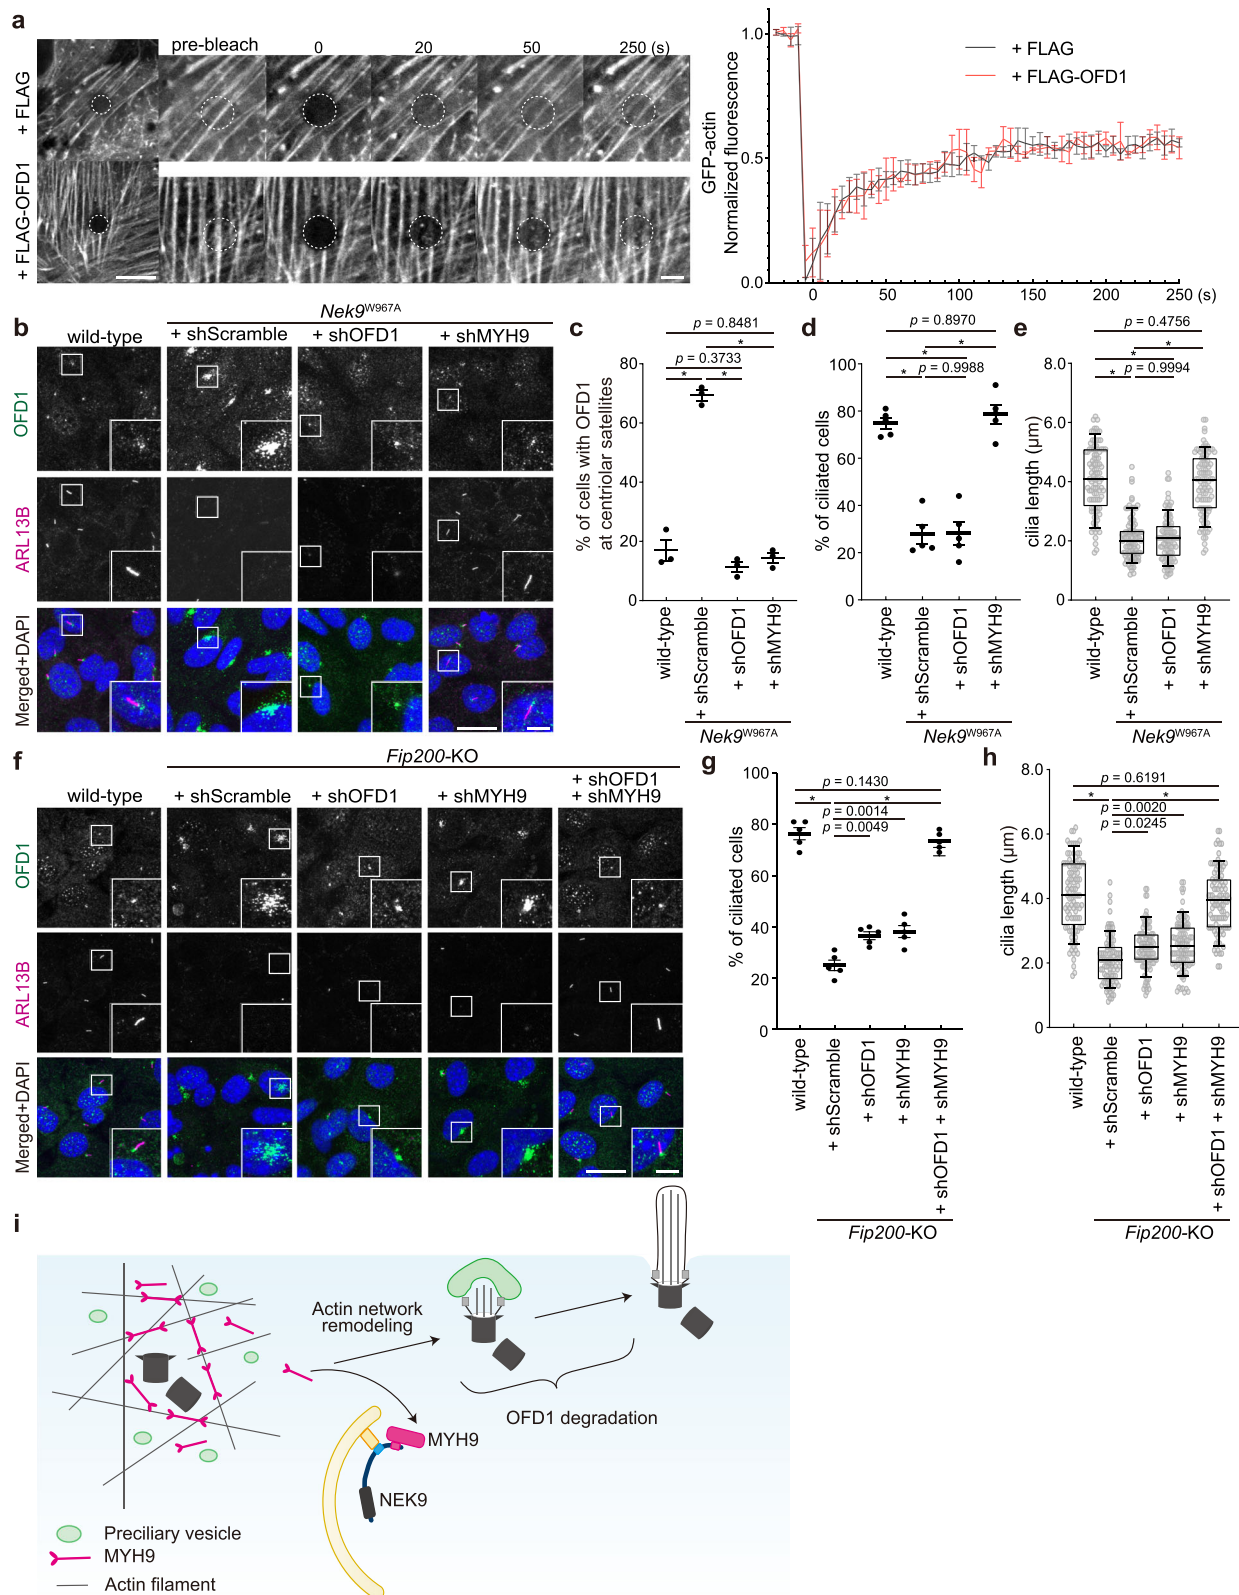 a
pre-bleach 0 20 50 250 (s)
+ FLAG
+ FLAG-OFD1
GFP-actin
Normalized fluorescence
1.0
0.5
0.0
0 50 100 150 200 250 (s)
+ FLAG
+ FLAG-OFD1
b
Nek9W967A
wild-type + shScramble + shOFD1 + shMYH9
OFD1
ARL13B
Merged+DAPI
c
p = 0.8481
*
p = 0.3733
* *
% of cells with OFD1
at centriolar satellites
80
60
40
20
0
wild-type
+ shScramble
+ shOFD1
+ shMYH9
Nek9W967A
d
p = 0.8970
*
*
* p = 0.9988
% of ciliated cells
100
80
60
40
20
0
wild-type
+ shScramble
+ shOFD1
+ shMYH9
Nek9W967A
e
p = 0.4756
*
*
* p = 0.9994
cilia length (μm)
8.0
6.0
4.0
2.0
0
wild-type
+ shScramble
+ shOFD1
+ shMYH9
Nek9W967A
f
Fip200-KO
wild-type + shScramble + shOFD1 + shMYH9 + shOFD1
+ shMYH9
OFD1
ARL13B
Merged+DAPI
g
p = 0.1430
* *
p = 0.0014
p = 0.0049
% of ciliated cells
100
80
60
40
20
0
wild-type
+ shScramble
+ shOFD1
+ shMYH9
+ shOFD1 + shMYH9
Fip200-KO
h
p = 0.6191
* *
p = 0.0020
p = 0.0245
cilia length (μm)
8.0
6.0
4.0
2.0
0
wild-type
+ shScramble
+ shOFD1
+ shMYH9
+ shOFD1 + shMYH9
Fip200-KO
i
Actin network
remodeling
OFD1 degradation
MYH9
NEK9
Preciliary vesicle
MYH9
Actin filament